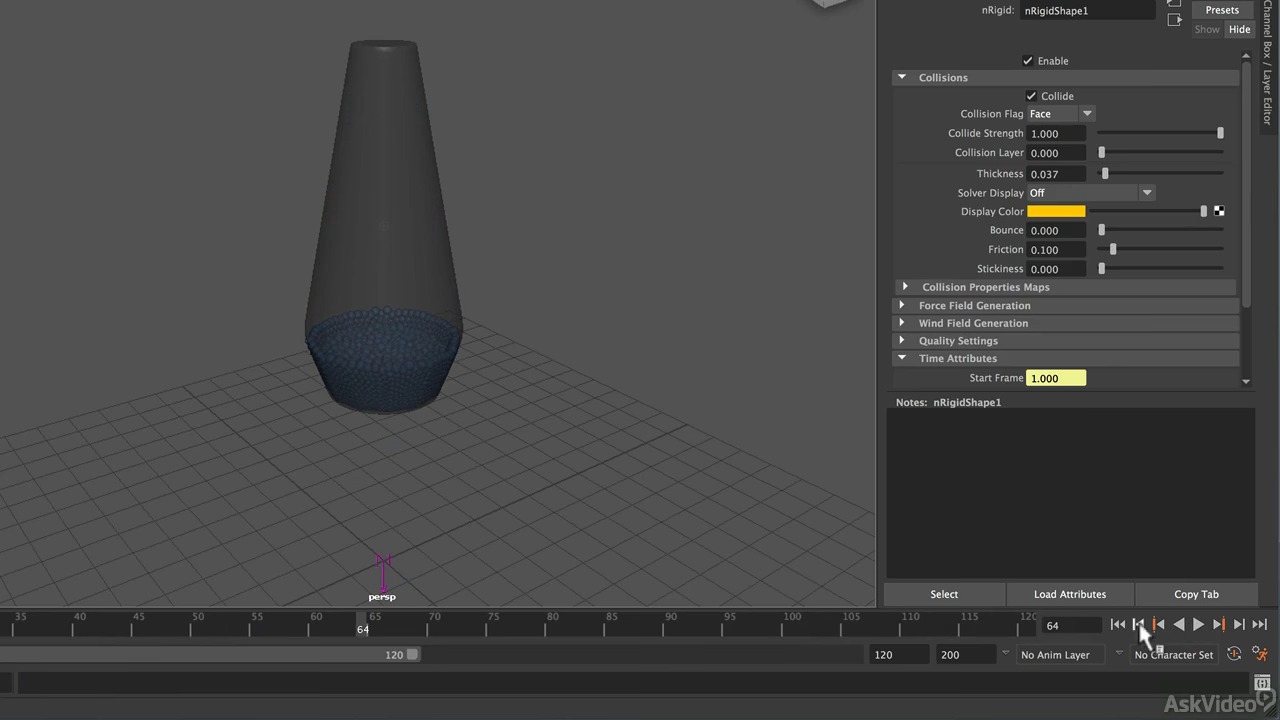 nRigid: nRigidShape1
Presets
Show Hide
Channel Box / Layer Editor
Enable
Collisions
Collide
Collision Flag Face
Collide Strength 1.000
Collision Layer 0.000
Thickness 0.037
Solver Display Off
Display Color
Bounce 0.000
Friction 0.100
Stickiness 0.000
Collision Properties Maps
Force Field Generation
Wind Field Generation
Quality Settings
Time Attributes
Start Frame 1.000
Notes: nRigidShape1
persp
Select Load Attributes Copy Tab
35 40 45 50 55 60 65 70 75 80 85 90 95 100 105 110 115 120
64
64
120 120 200 No Anim Layer No Character Set
AskVideo